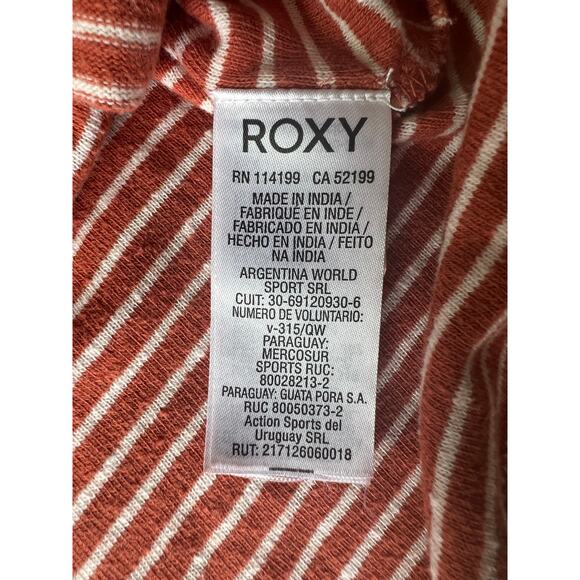 ROXY
RN 114199 CA 52199
MADE IN INDIA /
FABRIQUÉ EN INDE /
FABRICADO EN INDIA /
HECHO EN INDIA / FEITO
NA ÍNDIA
ARGENTINA WORLD
SPORT SRL
CUIT: 30-69120930-6
NUMERO DE VOLUNTARIO:
v-315/QW
PARAGUAY:
MERCOSUR
SPORTS RUC:
80028213-2
PARAGUAY: GUATA PORA S.A.
RUC 80050373-2
Action Sports del
Uruguay SRL
RUT: 217126060018